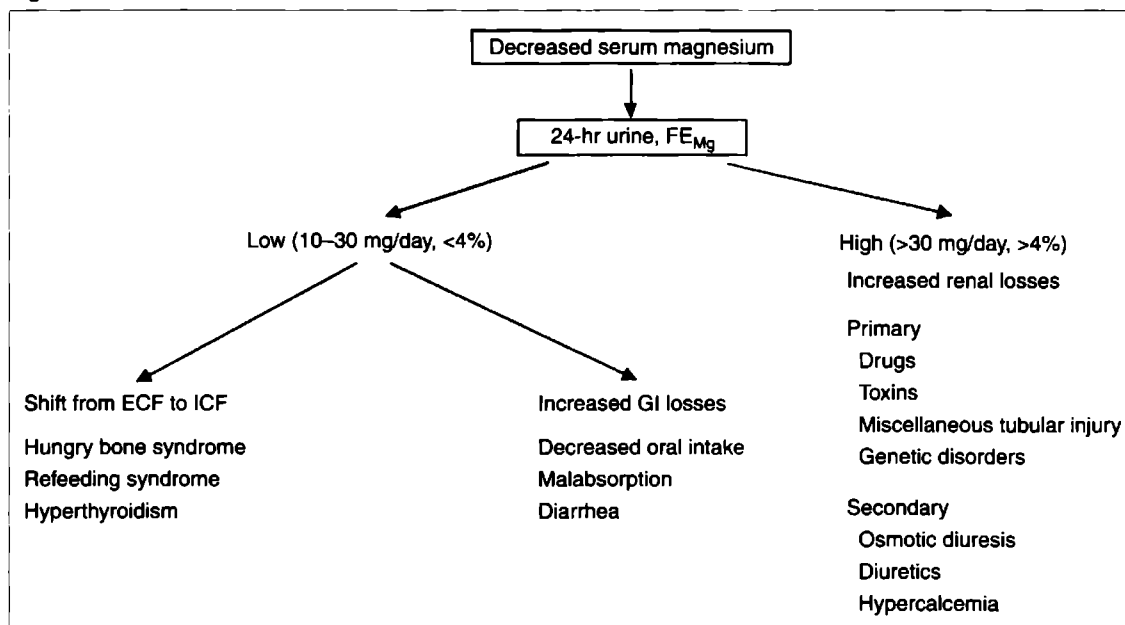 Decreased serum magnesium
24-hr urine, FEMg
Low (10–30 mg/day, <4%)
High (>30 mg/day, >4%)
Increased renal losses
Primary
Drugs
Toxins
Miscellaneous tubular injury
Genetic disorders
Secondary
Osmotic diuresis
Diuretics
Hypercalcemia
Shift from ECF to ICF
Hungry bone syndrome
Refeeding syndrome
Hyperthyroidism
Increased GI losses
Decreased oral intake
Malabsorption
Diarrhea